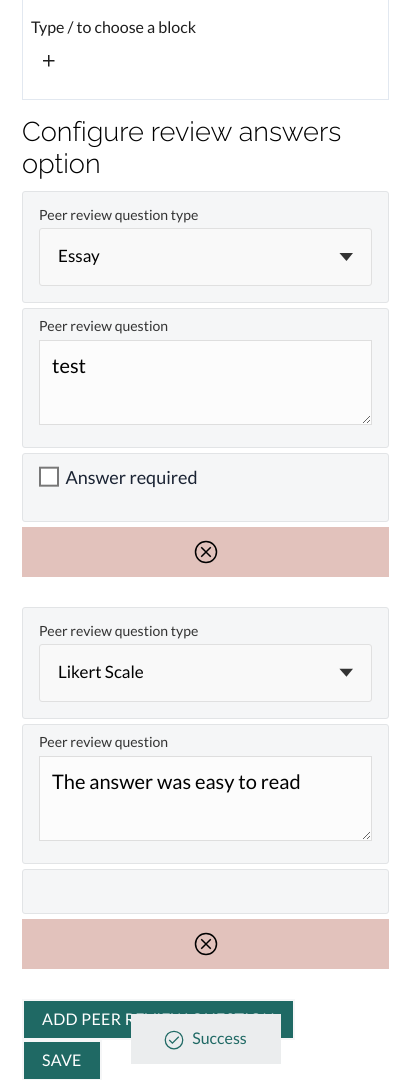 Type / to choose a block
+
Configure review answers
option
Peer review question type
Essay
Peer review question
test
Answer required
Peer review question type
Likert Scale
Peer review question
The answer was easy to read
ADD PEER
Success
SAVE